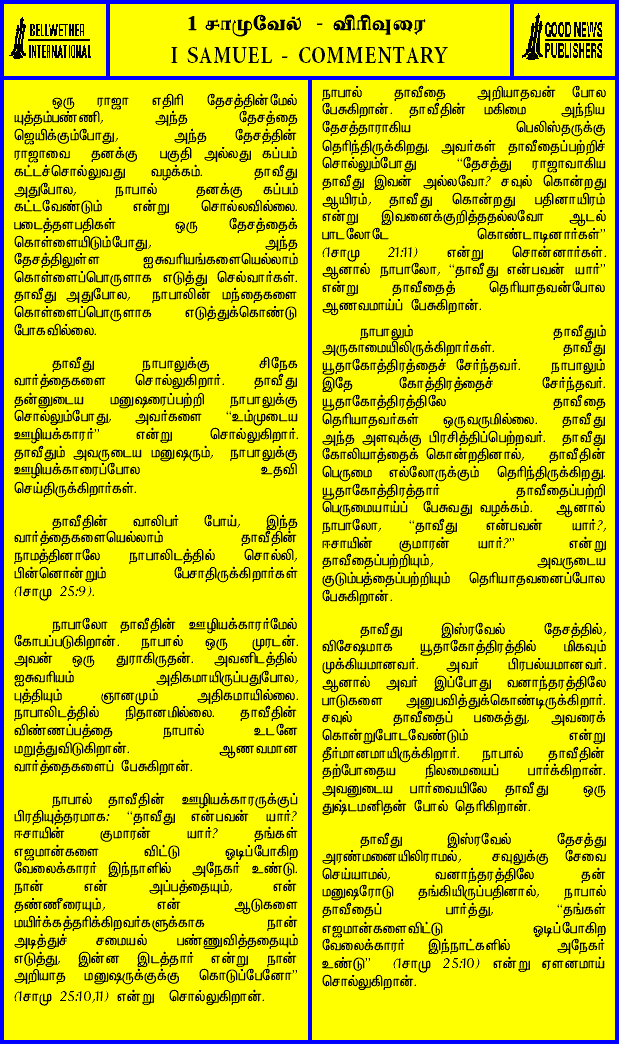 BELLWETHER
INTERNATIONAL
1 சாமுவேல் - விரிவுரை
I SAMUEL - COMMENTARY
GOOD NEWS
PUBLISHERS
ஒரு ராஜா எதிரி தேசத்தின்மேல்
யுத்தம்பண்ணி, அந்த தேசத்தை
ஜெயிக்கும்போது, அந்த தேசத்தின்
ராஜாவை தனக்கு பகுதி அல்லது கப்பம்
கட்டச்சொல்லுவது வழக்கம். தாவீது
அதுபோல, நாபால் தனக்கு கப்பம்
கட்டவேண்டும் என்று சொல்லவில்லை.
படைத்தளபதிகள் ஒரு தேசத்தைக்
கொள்ளையிடும்போது, அந்த
தேசத்திலுள்ள ஐசுவரியங்களையெல்லாம்
கொள்ளைப்பொருளாக எடுத்து செல்வார்கள்.
தாவீது அதுபோல, நாபாலின் மந்தைகளை
கொள்ளைப்பொருளாக எடுத்துக்கொண்டு
போகவில்லை.
தாவீது நாபாலுக்கு சிநேக
வார்த்தைகளை சொல்லுகிறார். தாவீது
தன்னுடைய மனுஷரைப்பற்றி நாபாலுக்கு
சொல்லும்போது, அவர்களை “உம்முடைய
ஊழியக்காரர்” என்று சொல்லுகிறார்.
தாவீதும் அவருடைய மனுஷரும், நாபாலுக்கு
ஊழியக்காரைப்போல உதவி
செய்திருக்கிறார்கள்.
தாவீதின் வாலிபர் போய், இந்த
வார்த்தைகளையெல்லாம் தாவீதின்
நாமத்தினாலே நாபாலிடத்தில் சொல்லி,
பின்னொன்றும் பேசாதிருக்கிறார்கள்
(1சாமு 25:9).
நாபாலோ தாவீதின் ஊழியக்காரர்மேல்
கோபப்படுகிறான். நாபால் ஒரு முரடன்.
அவன் ஒரு துராகிருதன். அவனிடத்தில்
ஐசுவரியம் அதிகமாயிருப்பதுபோல,
புத்தியும் ஞானமும் அதிகமாயில்லை.
நாபாலிடத்தில் நிதானமில்லை. தாவீதின்
விண்ணப்பத்தை நாபால் உடனே
மறுத்துவிடுகிறான். ஆணவமான
வார்த்தைகளைப் பேசுகிறான்.
நாபால் தாவீதின் ஊழியக்காரருக்குப்
பிரதியுத்தரமாக: “தாவீது என்பவன் யார்?
ஈசாயின் குமாரன் யார்? தங்கள்
எஜமான்களை விட்டு ஓடிப்போகிற
வேலைக்காரர் இந்நாளில் அநேகர் உண்டு.
நான் என் அப்பத்தையும், என்
தண்ணீரையும், என் ஆடுகளை
மயிர்க்கத்தரிக்கிறவர்களுக்காக நான்
அடித்துச் சமையல் பண்ணுவித்ததையும்
எடுத்து, இன்ன இடத்தார் என்று நான்
அறியாத மனுஷருக்குக்கு கொடுப்பேனோ”
(1சாமு 25:10,11) என்று சொல்லுகிறான்.
நாபால் தாவீதை அறியாதவன் போல
பேசுகிறான். தாவீதின் மகிமை அந்நிய
தேசத்தாராகிய பெலிஸ்தருக்கு
தெரிந்திருக்கிறது. அவர்கள் தாவீதைப்பற்றிச்
சொல்லும்போது “தேசத்து ராஜாவாகிய
தாவீது இவன் அல்லவோ? சவுல் கொன்றது
ஆயிரம், தாவீது கொன்றது பதினாயிரம்
என்று இவனைக்குறித்ததல்லவோ ஆடல்
பாடலோடே கொண்டாடினார்கள்”
(1சாமு 21:11) என்று சொன்னார்கள்.
ஆனால் நாபாலோ, “தாவீது என்பவன் யார்”
என்று தாவீதைத் தெரியாதவன்போல
ஆணவமாய்ப் பேசுகிறான்.
நாபாலும் தாவீதும்
அருகாமையிலிருக்கிறார்கள். தாவீது
யூதாகோத்திரத்தைச் சேர்ந்தவர். நாபாலும்
இதே கோத்திரத்தைச் சேர்ந்தவர்.
யூதாகோத்திரத்திலே தாவீதை
தெரியாதவர்கள் ஒருவருமில்லை. தாவீது
அந்த அளவுக்கு பிரசித்திப்பெற்றவர். தாவீது
கோலியாத்தைக் கொன்றதினால், தாவீதின்
பெருமை எல்லோருக்கும் தெரிந்திருக்கிறது.
யூதாகோத்திரத்தார் தாவீதைப்பற்றி
பெருமையாய்ப் பேசுவது வழக்கம். ஆனால்
நாபாலோ, “தாவீது என்பவன் யார்?,
ஈசாயின் குமாரன் யார்?” என்று
தாவீதைப்பற்றியும், அவருடைய
குடும்பத்தைப்பற்றியும் தெரியாதவனைப்போல
பேசுகிறான்.
தாவீது இஸ்ரவேல் தேசத்தில்,
விசேஷமாக யூதாகோத்திரத்தில் மிகவும்
முக்கியமானவர். அவர் பிரபல்யமானவர்.
ஆனால் அவர் இப்போது வனாந்தரத்திலே
பாடுகளை அனுபவித்துக்கொண்டிருக்கிறார்.
சவுல் தாவீதைப் பகைத்து, அவரைக்
கொன்றுபோடவேண்டும் என்று
தீர்மானமாயிருக்கிறார். நாபால் தாவீதின்
தற்போதைய நிலமையைப் பார்க்கிறான்.
அவனுடைய பார்வையிலே தாவீது ஒரு
துஷ்டமனிதன் போல் தெரிகிறான்.
தாவீது இஸ்ரவேல் தேசத்து
அரண்மனையிலிராமல், சவுலுக்கு சேவை
செய்யாமல், வனாந்தரத்திலே தன்
மனுஷரோடு தங்கியிருப்பதினால், நாபால்
தாவீதைப் பார்த்து, “தங்கள்
எஜமான்களைவிட்டு ஓடிப்போகிற
வேலைக்காரர் இந்நாட்களில் அநேகர்
உண்டு” (1சாமு 25:10) என்று ஏளனமாய்
சொல்லுகிறான்.